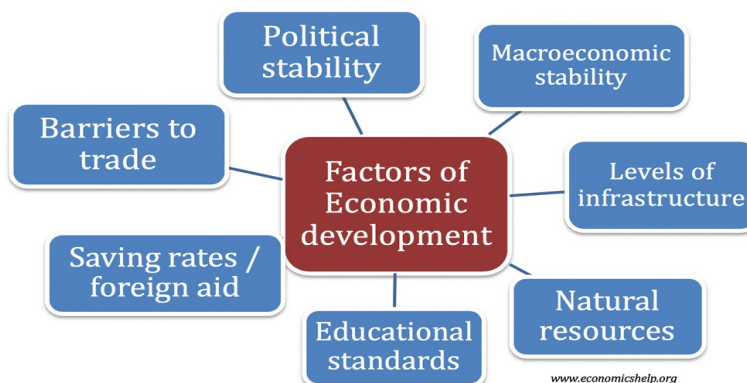 Political
stability
Macroeconomic
stability
Barriers to
trade
Factors of
Economic
development
Levels of
infrastructure
Saving rates /
foreign aid
Natural
resources
Educational
standards
www.economicshelp.org